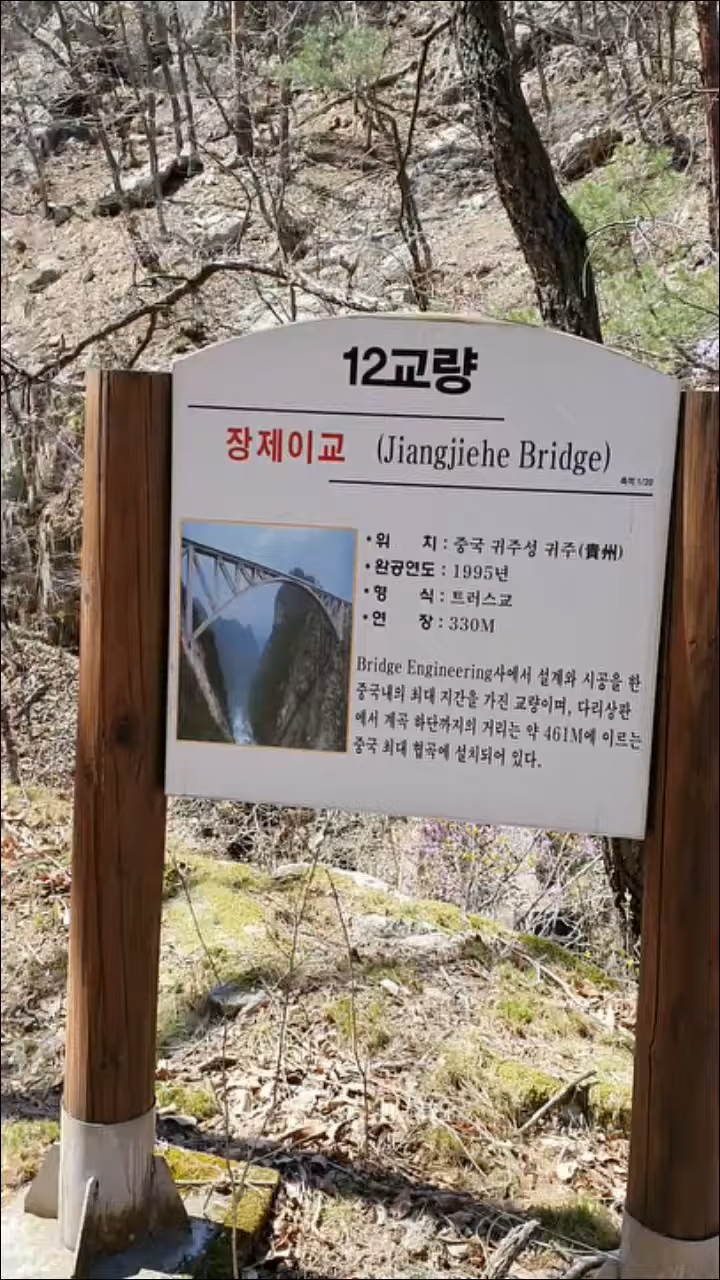 12교량
장제이교 (Jiangjiehe Bridge)
축척 1/20
•위 치 : 중국 귀주성 귀주(貴州)
•완공연도 : 1995년
•형 식 : 트러스교
•연 장 : 330M
Bridge Engineering사에서 설계와 시공을 한
중국내의 최대 지간을 가진 교량이며, 다리상판
에서 계곡 하단까지의 거리는 약 461M에 이르는
중국 최대 협곡에 설치되어 있다.